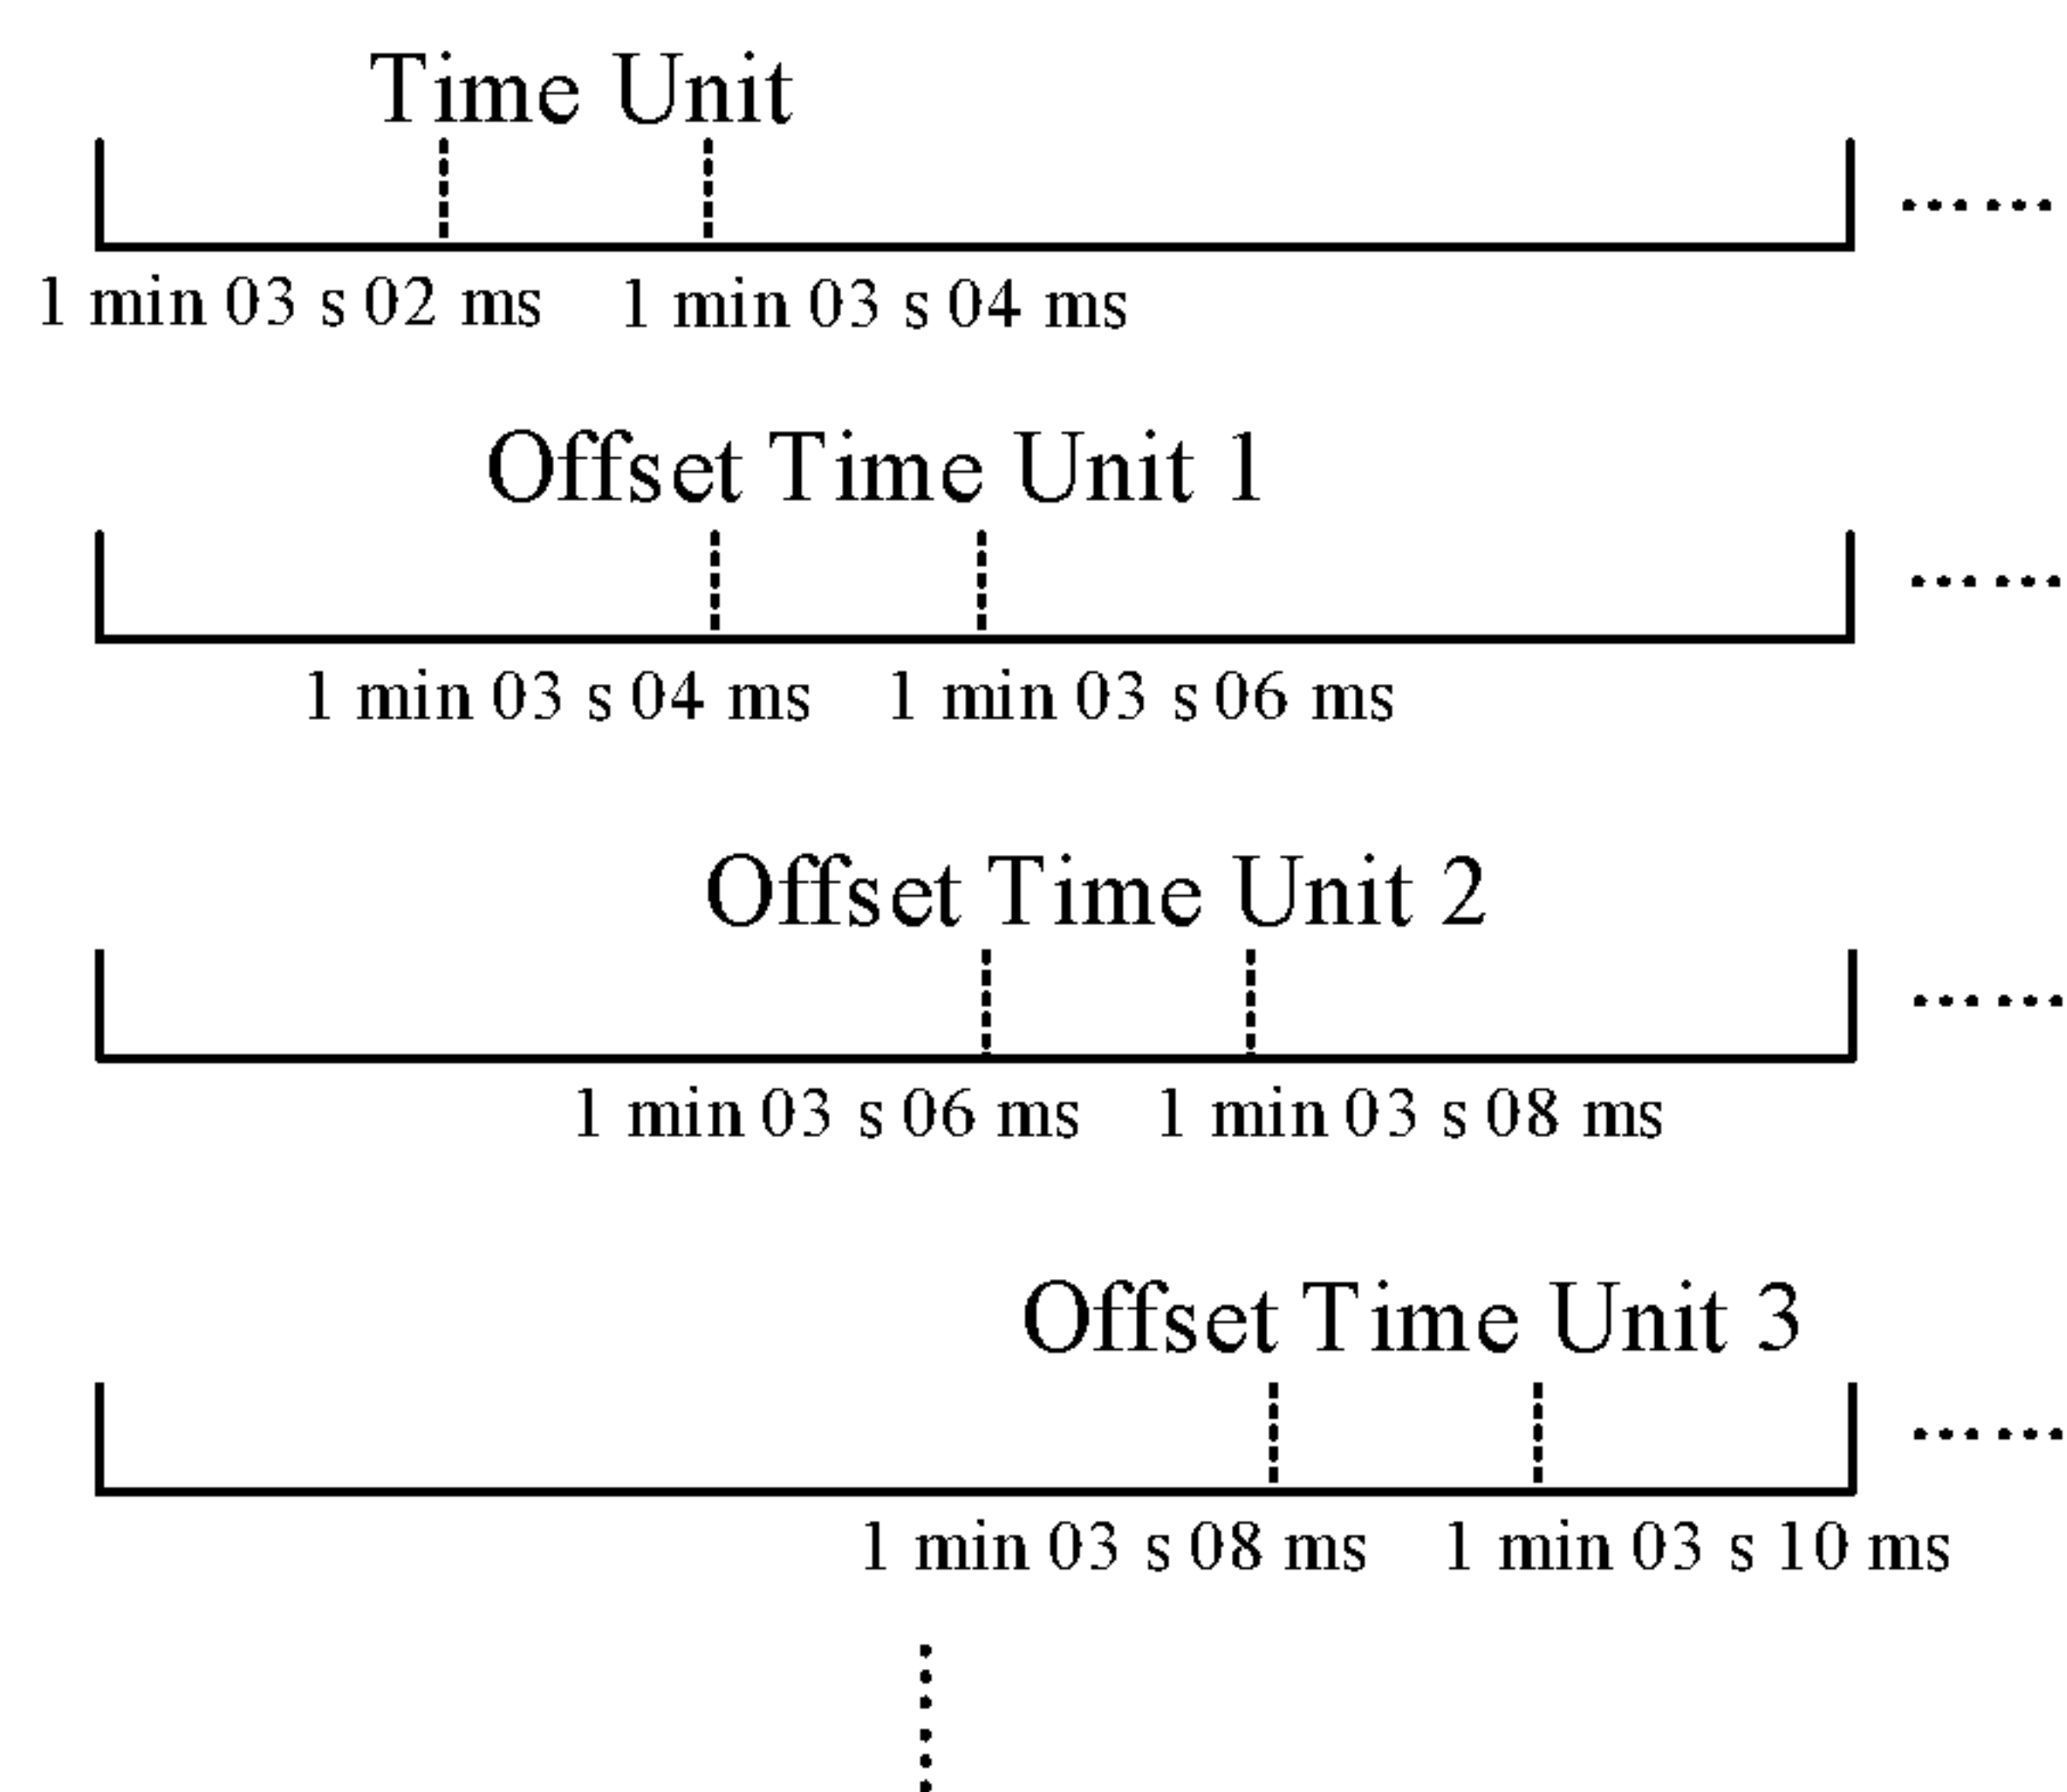 Time Unit
1 min 03 s 02 ms 1 min 03 s 04 ms
Offset Time Unit 1
1 min 03 s 04 ms 1 min 03 s 06 ms
Offset Time Unit 2
1 min 03 s 06 ms 1 min 03 s 08 ms
Offset Time Unit 3
1 min 03 s 08 ms 1 min 03 s 10 ms